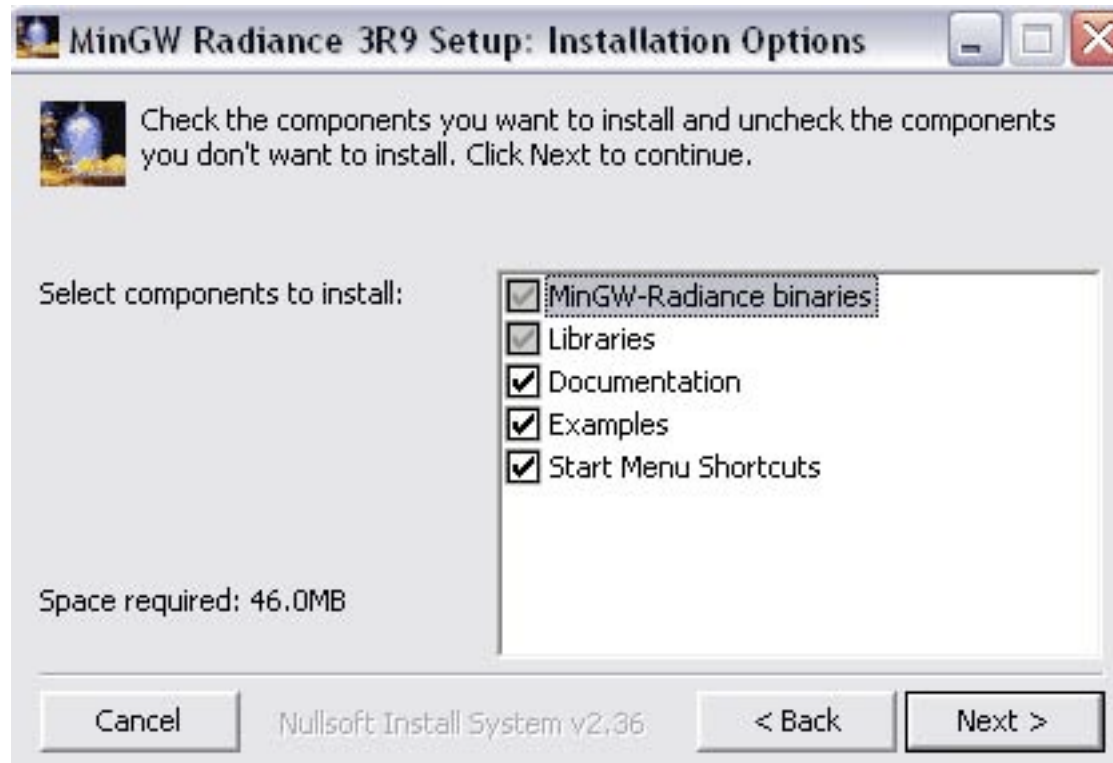 MinGW Radiance 3R9 Setup: Installation Options
Check the components you want to install and uncheck the components
you don't want to install. Click Next to continue.
Select components to install:
MinGW-Radiance binaries
Libraries
Documentation
Examples
Start Menu Shortcuts
Space required: 46.0MB
Cancel
Nullsoft Install System v2.36
< Back
Next >